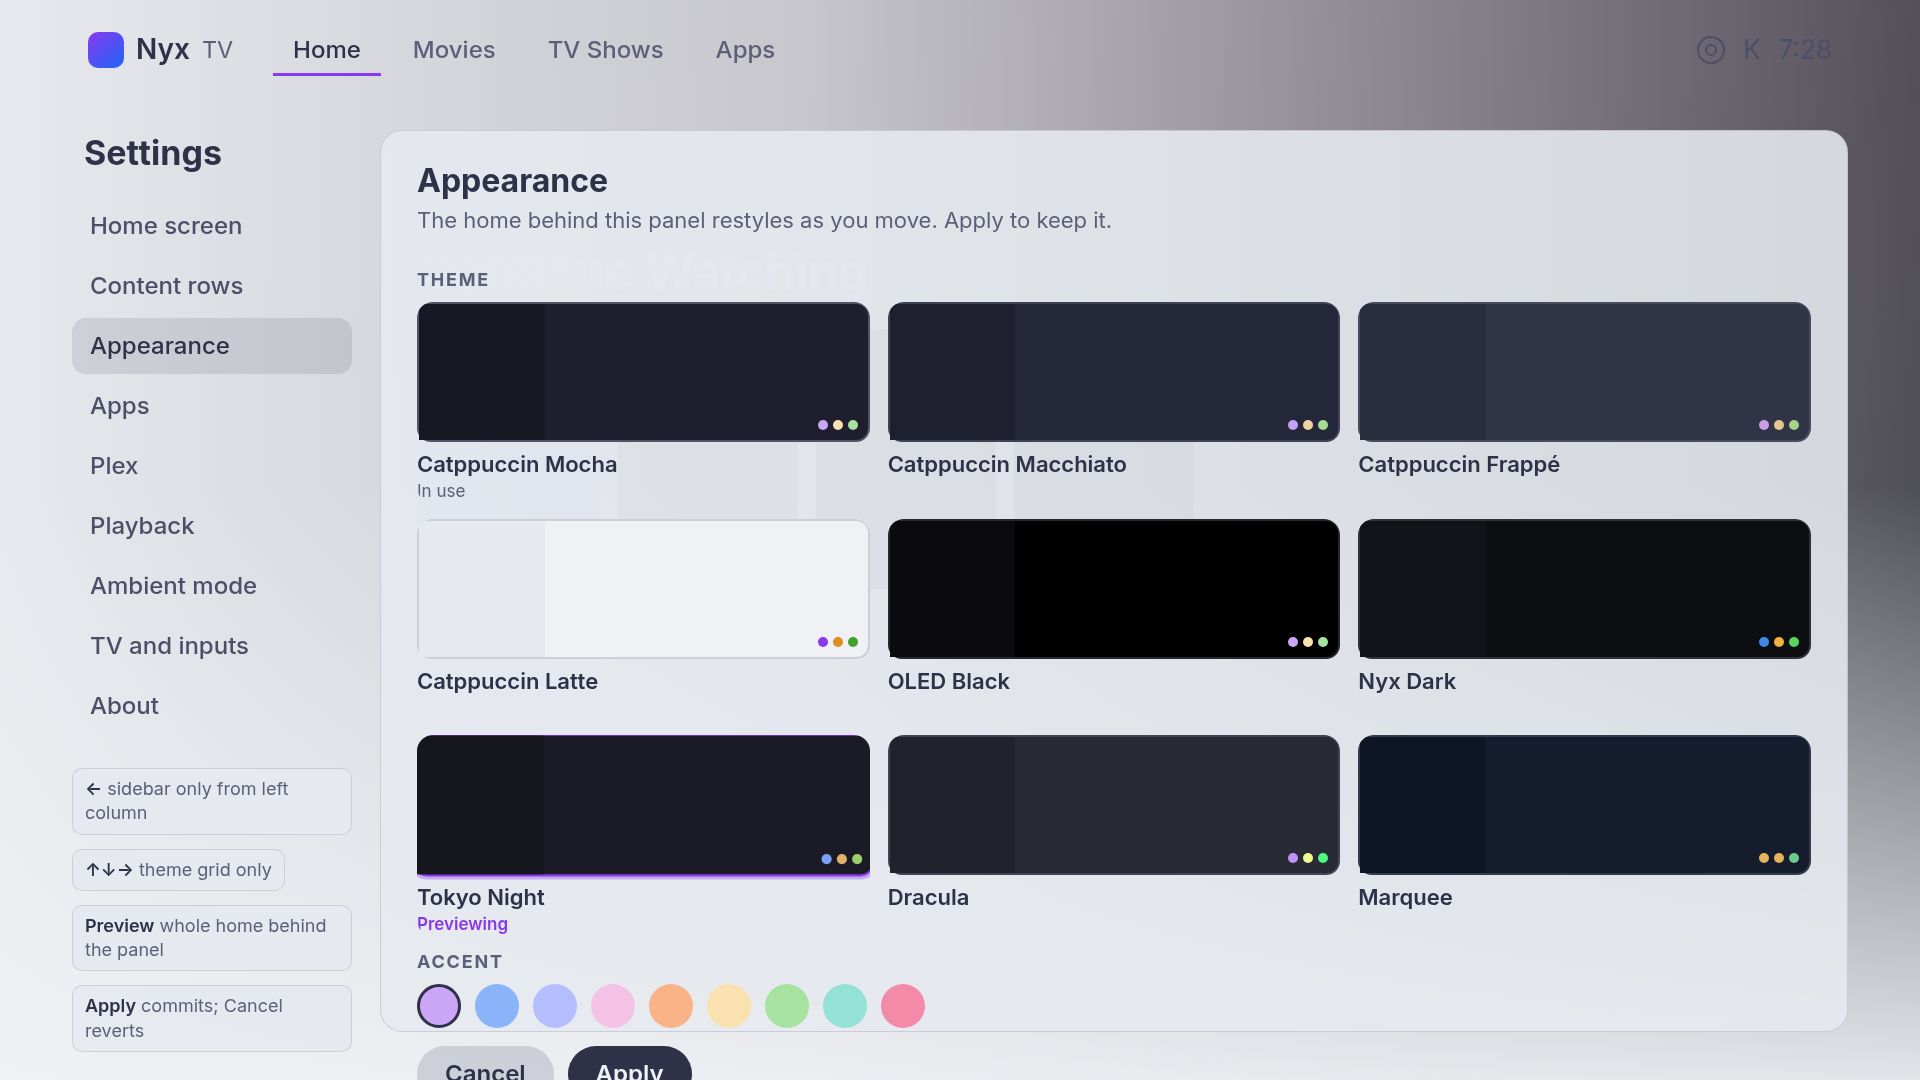 Nyx TV
Home
Movies
TV Shows
Apps
K 7:28
Settings
Home screen
Content rows
Appearance
Apps
Plex
Playback
Ambient mode
TV and inputs
About
← sidebar only from left
column
↑↓→ theme grid only
Preview whole home behind
the panel
Apply commits; Cancel
reverts
Appearance
The home behind this panel restyles as you move. Apply to keep it.
Continue Watching
THEME
Catppuccin Mocha
In use
Catppuccin Macchiato
Catppuccin Frappé
Catppuccin Latte
OLED Black
Nyx Dark
Tokyo Night
Previewing
Dracula
Marquee
ACCENT
Cancel
Apply